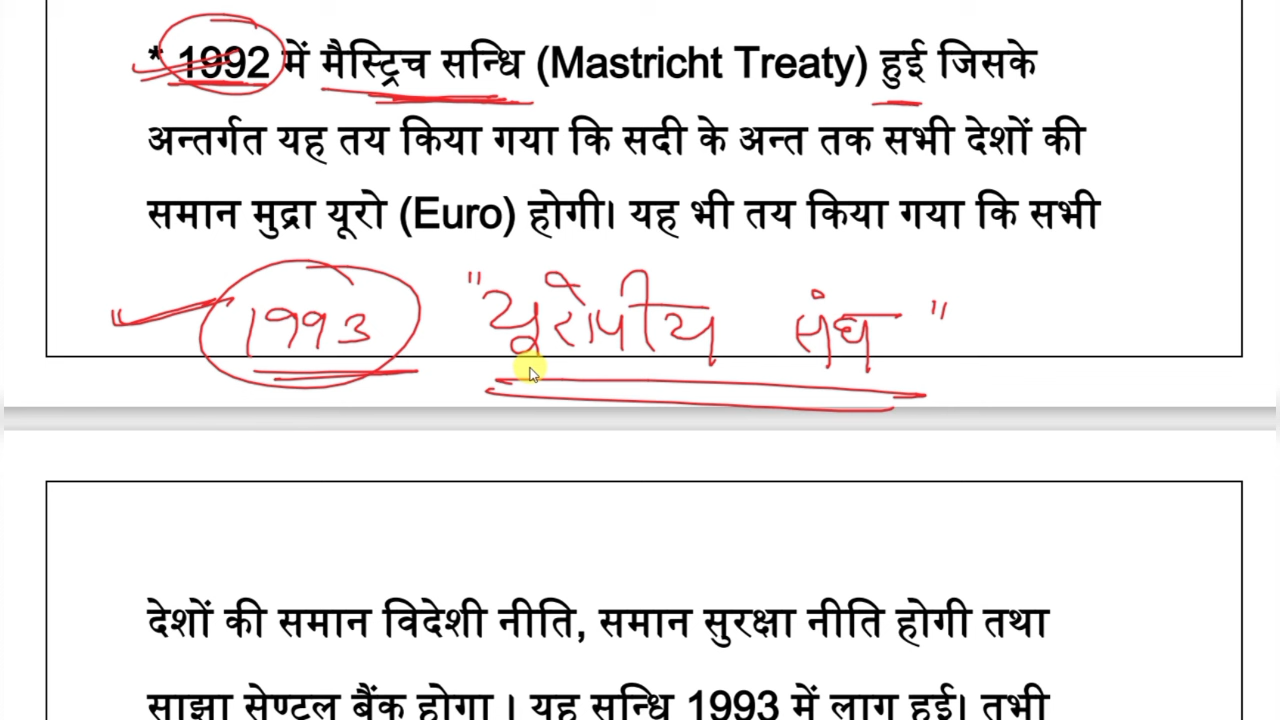 * 1992 में मैस्ट्रिच सन्धि (Mastricht Treaty) हुई जिसके
अन्तर्गत यह तय किया गया कि सदी के अन्त तक सभी देशों की
समान मुद्रा यूरो (Euro) होगी। यह भी तय किया गया कि सभी
1993 "यूरोपीय संघ"
देशों की समान विदेशी नीति, समान सुरक्षा नीति होगी तथा
साझा सेण्ट्रल बैंक होगा । यह सन्धि 1993 में लागू हुई। तभी